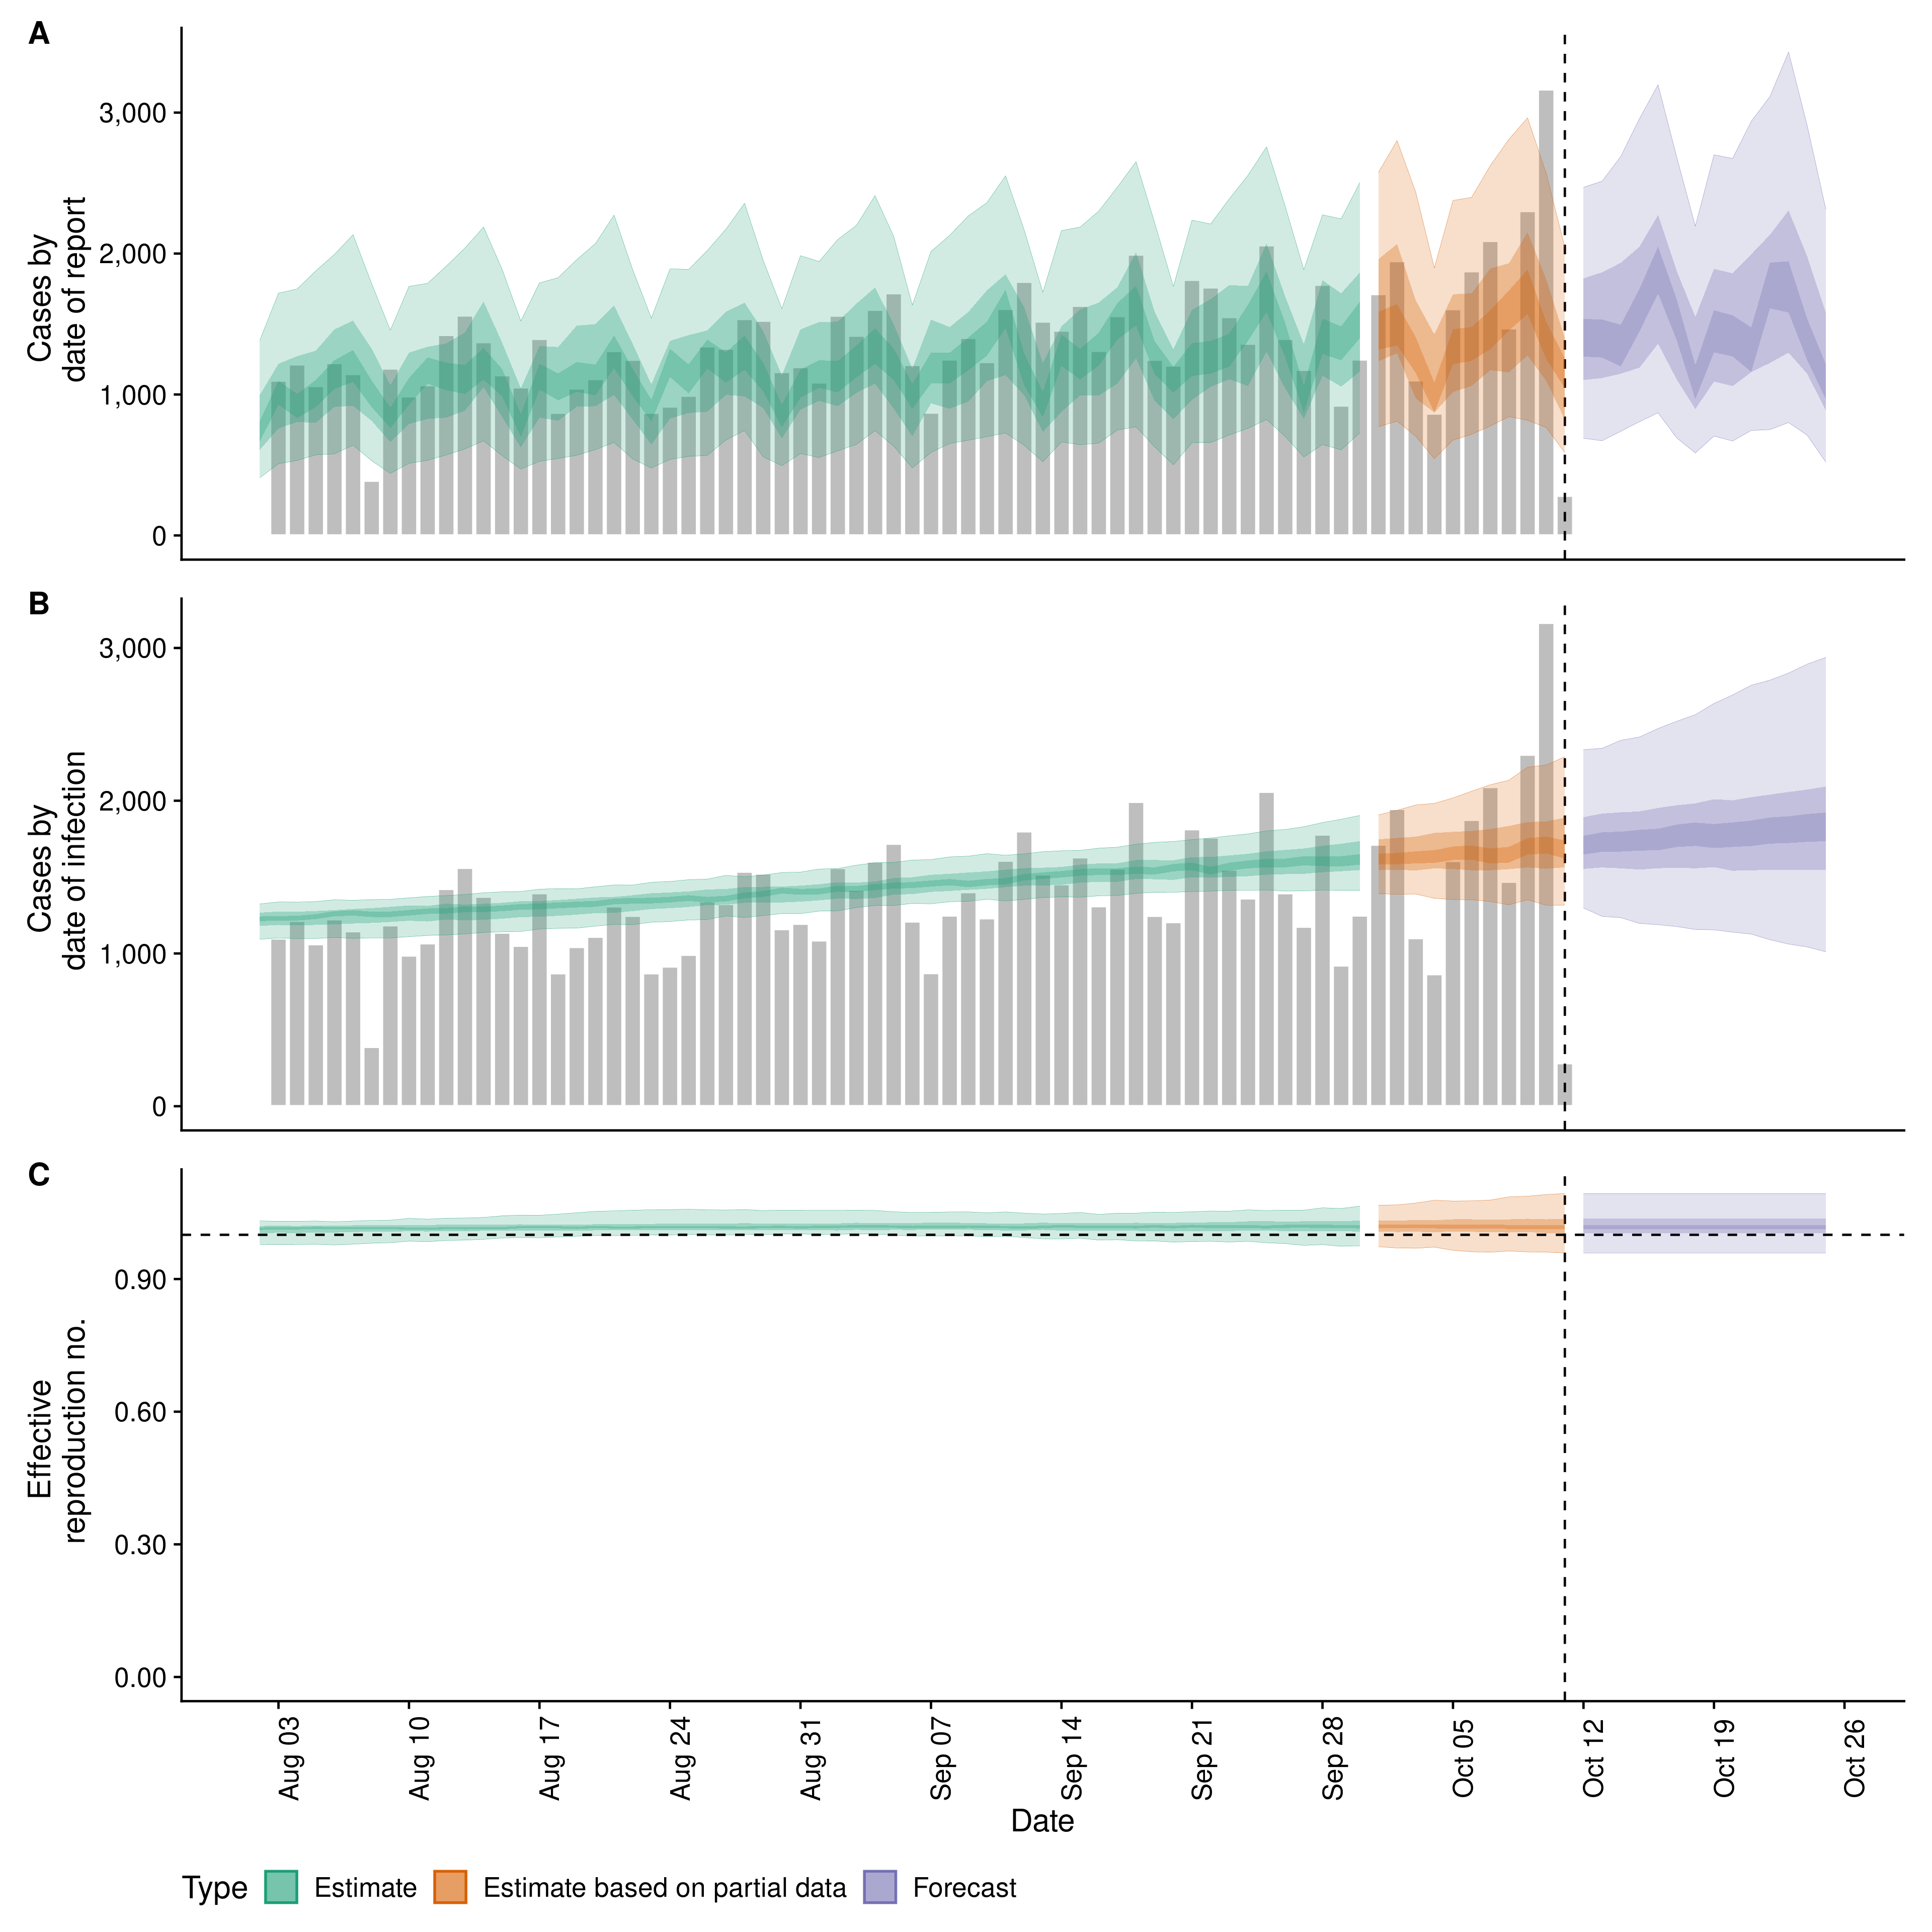 A
Cases by
date of report
3,000
2,000
1,000
0
B
Cases by
date of infection
3,000
2,000
1,000
0
C
Effective
reproduction no.
0.90
0.60
0.30
0.00
Aug 03
Aug 10
Aug 17
Aug 24
Aug 31
Sep 07
Sep 14
Sep 21
Sep 28
Oct 05
Oct 12
Oct 19
Oct 26
Date
Type Estimate Estimate based on partial data Forecast